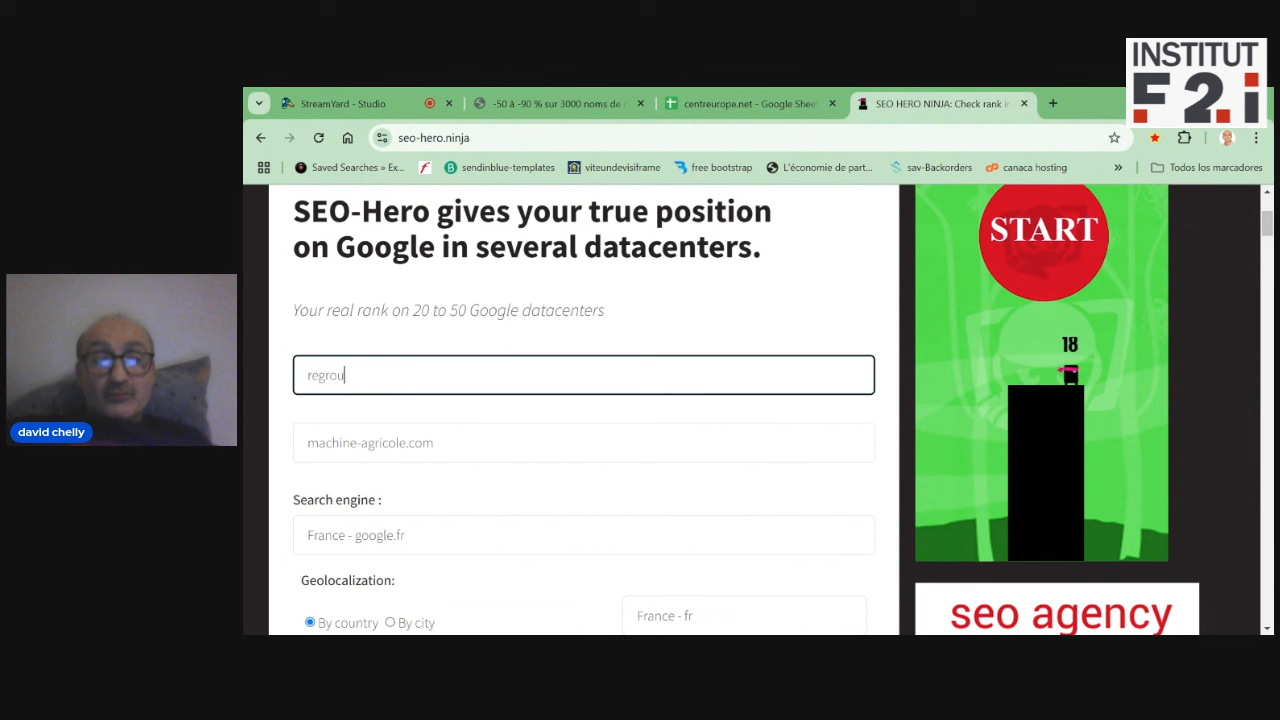 INSTITUT
F2i
StreamYard - Studio
-50 à -90 % sur 3000 noms de
centreurope.net - Google Shee
SEO HERO NINJA: Check rank in
seo-hero.ninja
Saved Searches » Ex...
sendinblue-templates
viteundevisiframe
free bootstrap
L'économie de part...
sav-Backorders
canaca hosting
»
Todos los marcadores
SEO-Hero gives your true position
on Google in several datacenters.
Your real rank on 20 to 50 Google datacenters
regrou
machine-agricole.com
Search engine :
France - google.fr
Geolocalization:
By country
By city
France - fr
START
18
seo agency
david chelly